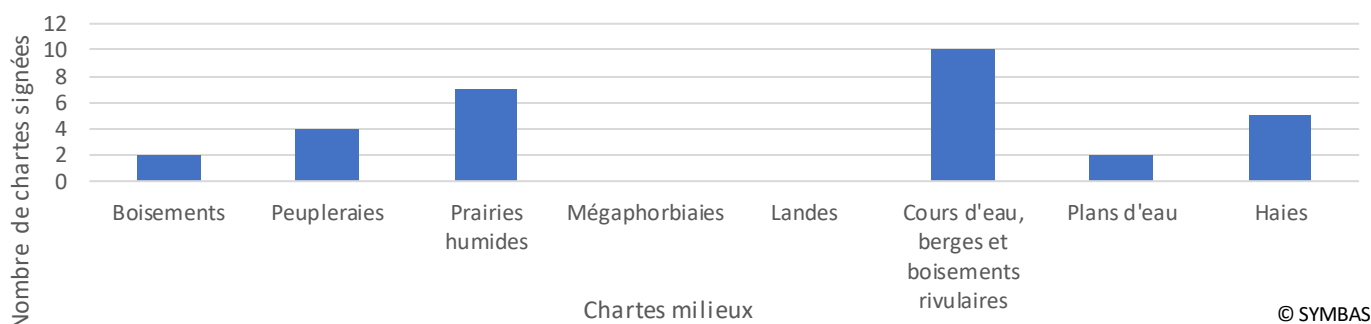 Nombre de chartes signées
12
10
8
6
4
2
0
Boisements
Peupleraies
Prairies
humides
Mégaphorbiaies
Landes
Cours d'eau,
berges et
boisements
rivulaires
Plans d'eau
Haies
Chartes milieux
© SYMBAS